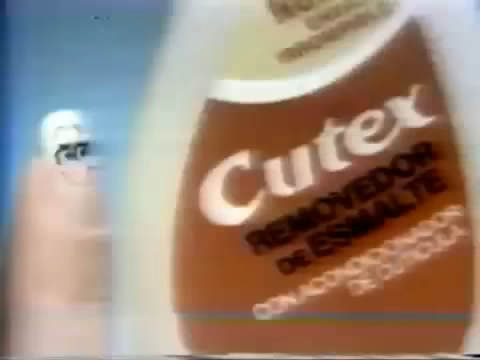 Cutex
REMOVEDOR
DE ESMALTE
CON ACONDICIONADOR
DE CUTICULA